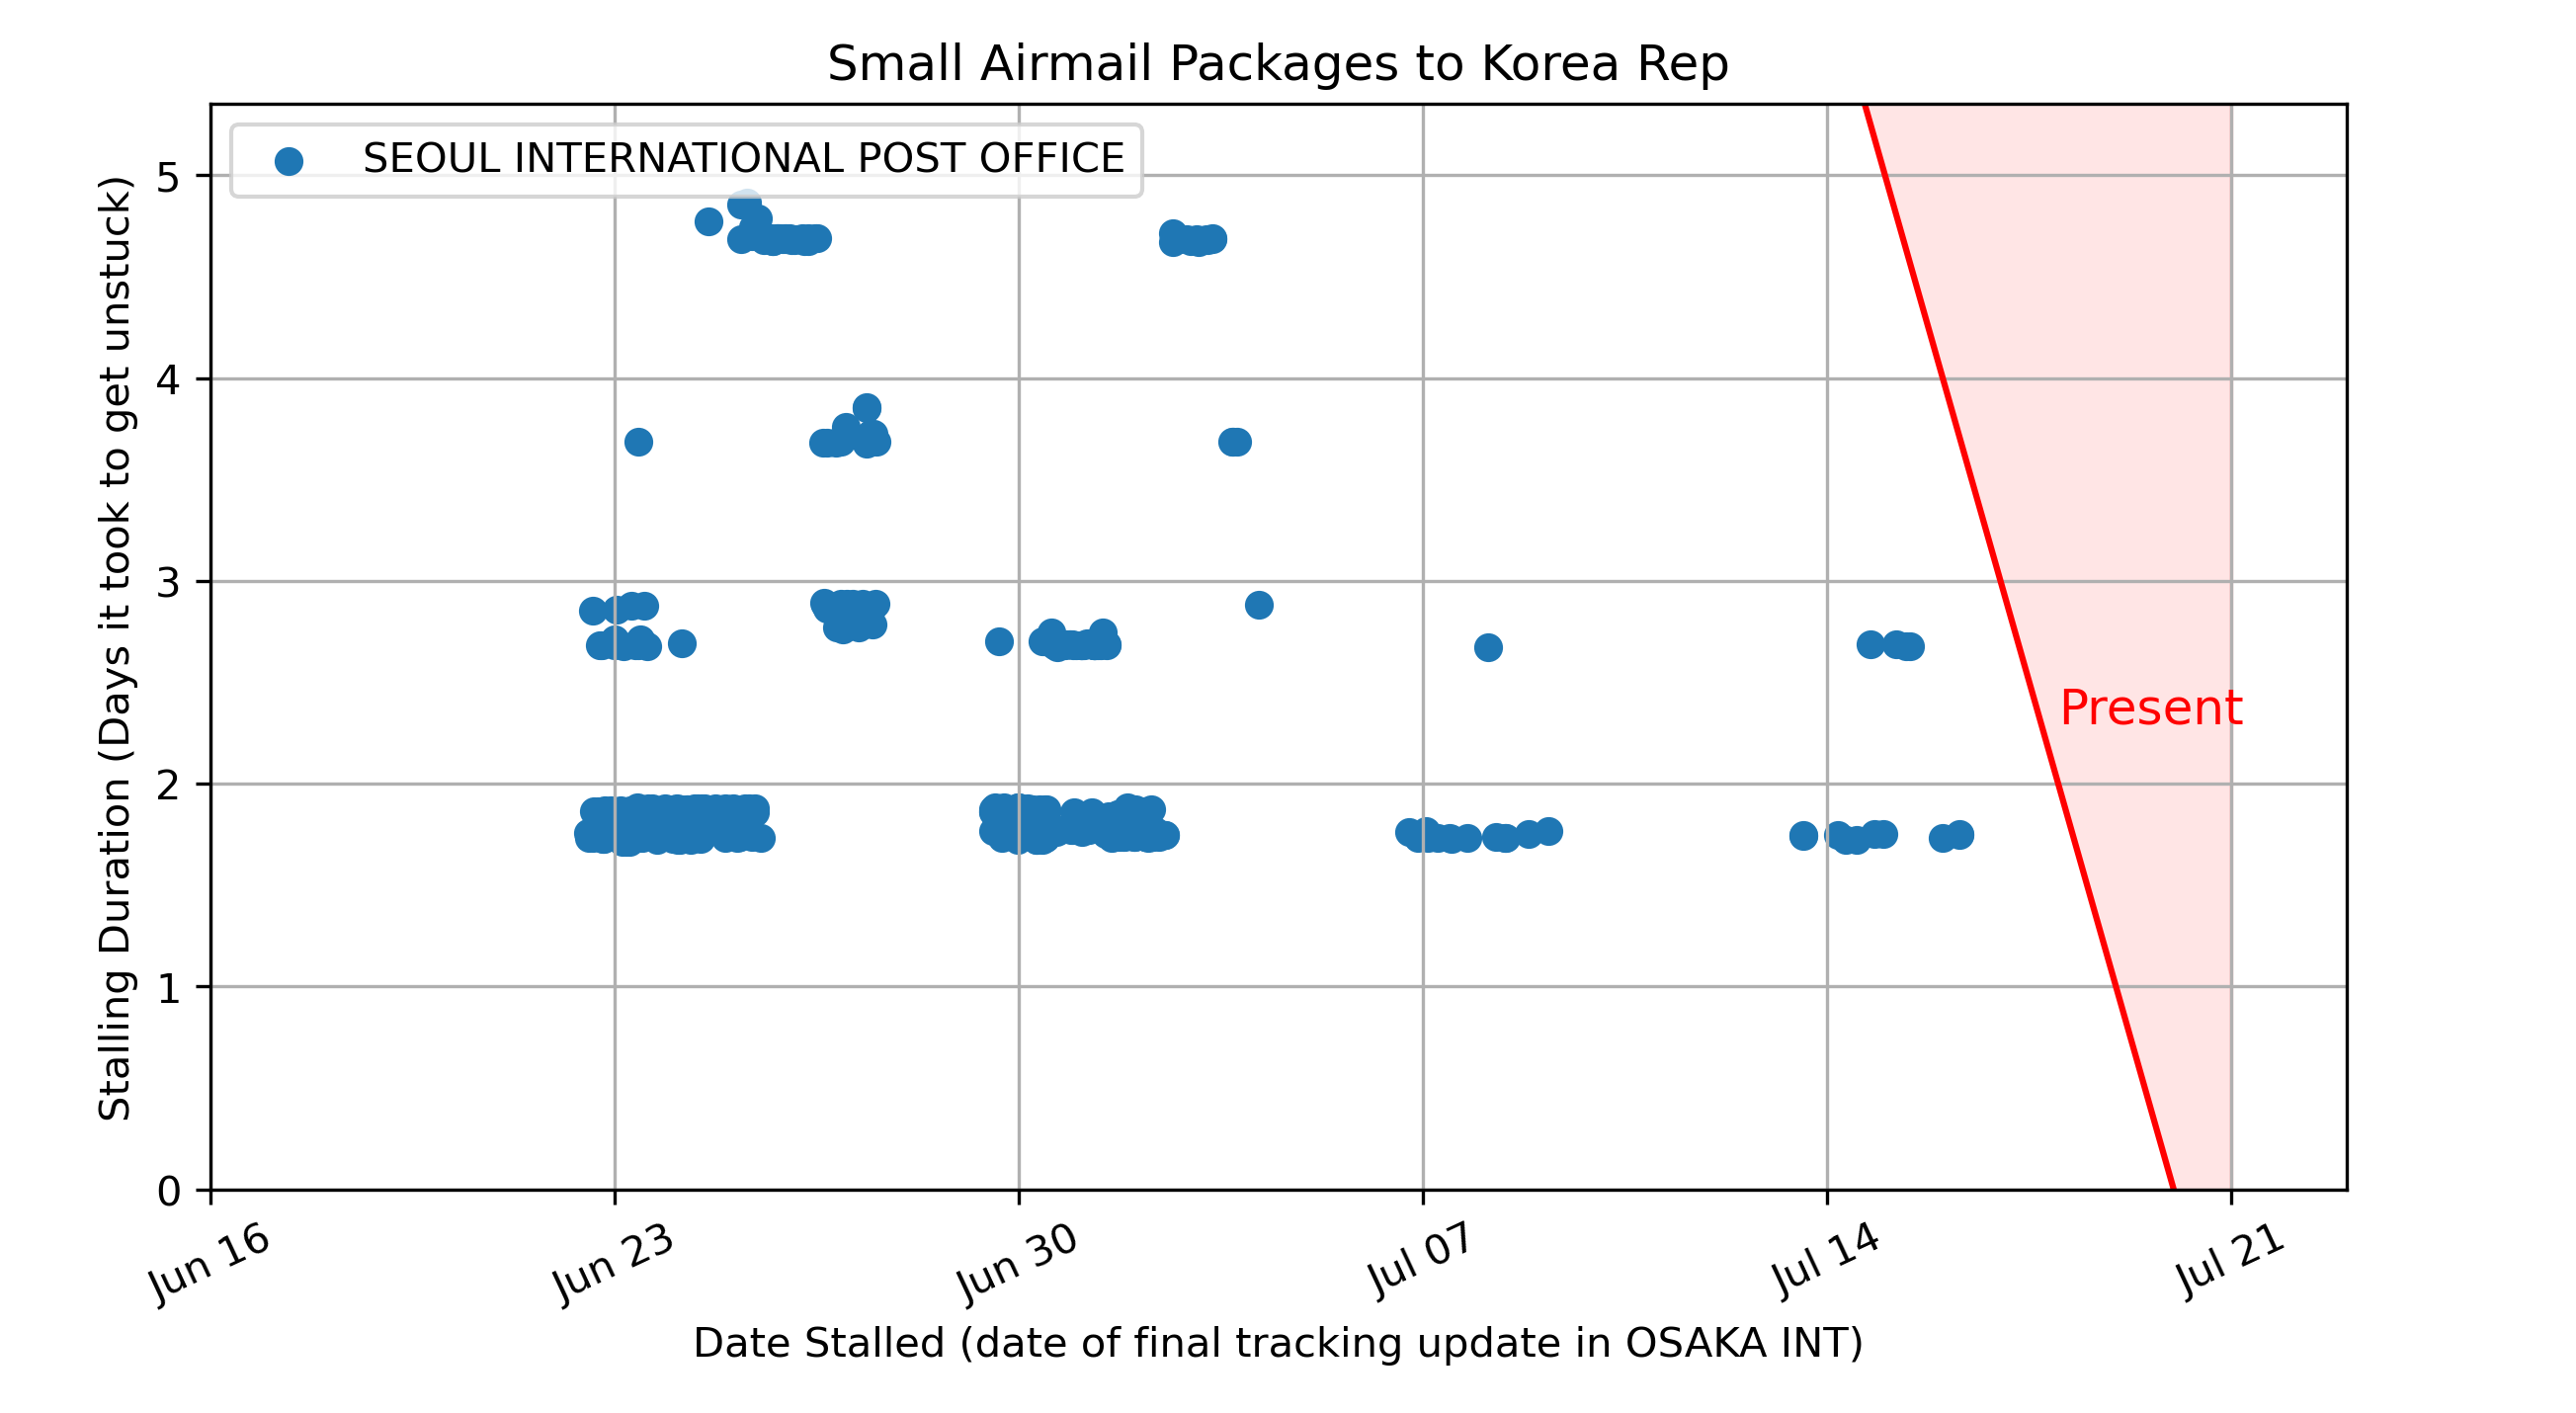 Small Airmail Packages to Korea Rep
SEOUL INTERNATIONAL POST OFFICE
Stalling Duration (Days it took to get unstuck)
5
4
3
2
1
0
Present
Jun 16
Jun 23
Jun 30
Jul 07
Jul 14
Jul 21
Date Stalled (date of final tracking update in OSAKA INT)